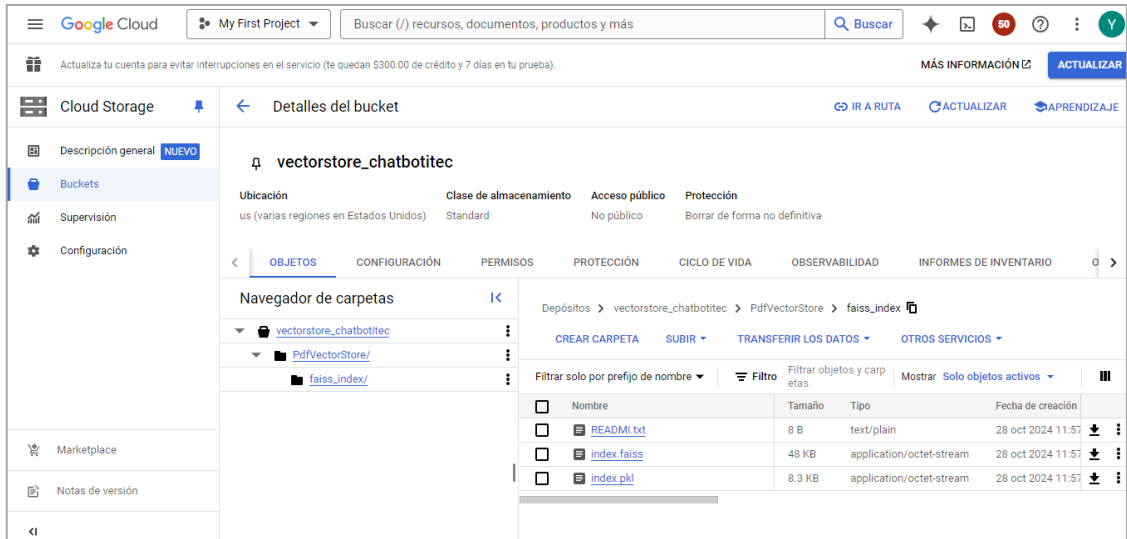 Google Cloud
My First Project
Buscar (/) recursos, documentos, productos y más
Buscar
50
Y
Actualiza tu cuenta para evitar interrupciones en el servicio (te quedan $300.00 de crédito y 7 días en tu prueba).
MÁS INFORMACIÓN
ACTUALIZAR
Cloud Storage
Detalles del bucket
IR A RUTA
ACTUALIZAR
APRENDIZAJE
Descripción general NUEVO
Buckets
Supervisión
Configuración
Marketplace
Notas de versión
vectorstore_chatbotitec
Ubicación Clase de almacenamiento Acceso público Protección
us (varias regiones en Estados Unidos) Standard No público Borrar de forma no definitiva
OBJETOS CONFIGURACIÓN PERMISOS PROTECCIÓN CICLO DE VIDA OBSERVABILIDAD INFORMES DE INVENTARIO O
Navegador de carpetas
vectorstore_chatbotitec
PdfVectorStore/
faiss_index/
Depósitos > vectorstore_chatbotitec > PdfVectorStore > faiss_index
CREAR CARPETA SUBIR TRANSFERIR LOS DATOS OTROS SERVICIOS
Filtrar solo por prefijo de nombre Filtro Filtrar objetos y carp
etas
Mostrar Solo objetos activos
Nombre Tamaño Tipo Fecha de creación
READMI.txt 8 B text/plain 28 oct 2024 11:57
index.faiss 48 KB application/octet-stream 28 oct 2024 11:57
index.pkl 8.3 KB application/octet-stream 28 oct 2024 11:57